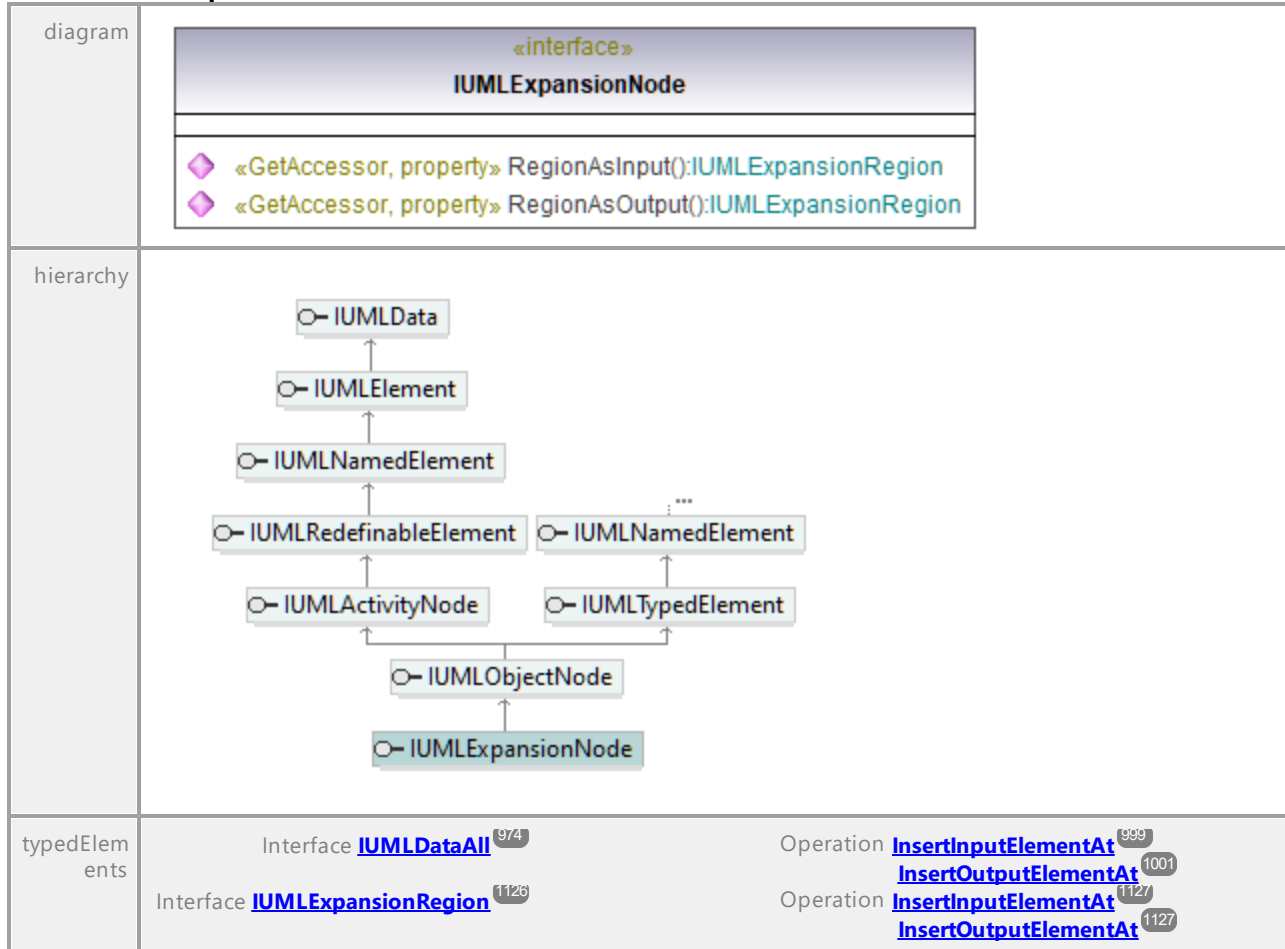 diagram
«interface»
IUMLExpansionNode
«GetAccessor, property» RegionAsInput():IUMLExpansionRegion
«GetAccessor, property» RegionAsOutput():IUMLExpansionRegion
hierarchy
IUMLData
IUMLElement
IUMLNamedElement
...
IUMLRedefinableElement IUMLNamedElement
IUMLActivityNode IUMLTypedElement
IUMLObjectNode
IUMLExpansionNode
typedElem
ents
Interface IUMLDataAll 974 Operation InsertInputElementAt 999
InsertOutputElementAt 1001
Interface IUMLExpansionRegion 1126 Operation InsertInputElementAt 1127
InsertOutputElementAt 1127